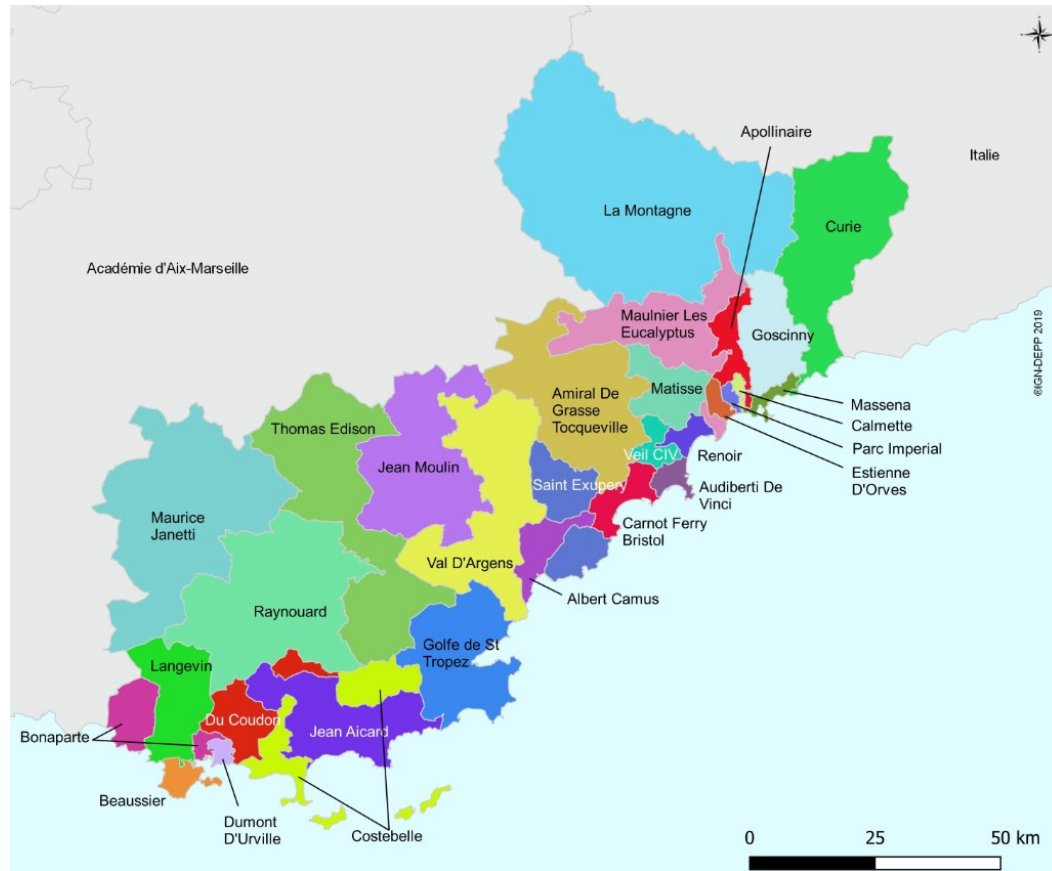 Apollinaire
Italie
La Montagne
Curie
Académie d'Aix-Marseille
Maulnier Les
Eucalyptus
Goscinny
©IGN-DEPP 2019
Matisse
Amiral De
Grasse
Tocqueville
Massena
Calmette
Parc Imperial
Estienne
D'Orves
Thomas Edison
Jean Moulin
Veil CIV
Renoir
Saint Exupery
Audiberti De
Vinci
Maurice
Janetti
Carnot Ferry
Bristol
Val D'Argens
Albert Camus
Raynouard
Golfe de St
Tropez
Langevin
Du Coudon
Jean Aicard
Bonaparte
Beaussier
Dumont
D'Urville
Costebelle
0 25 50 km